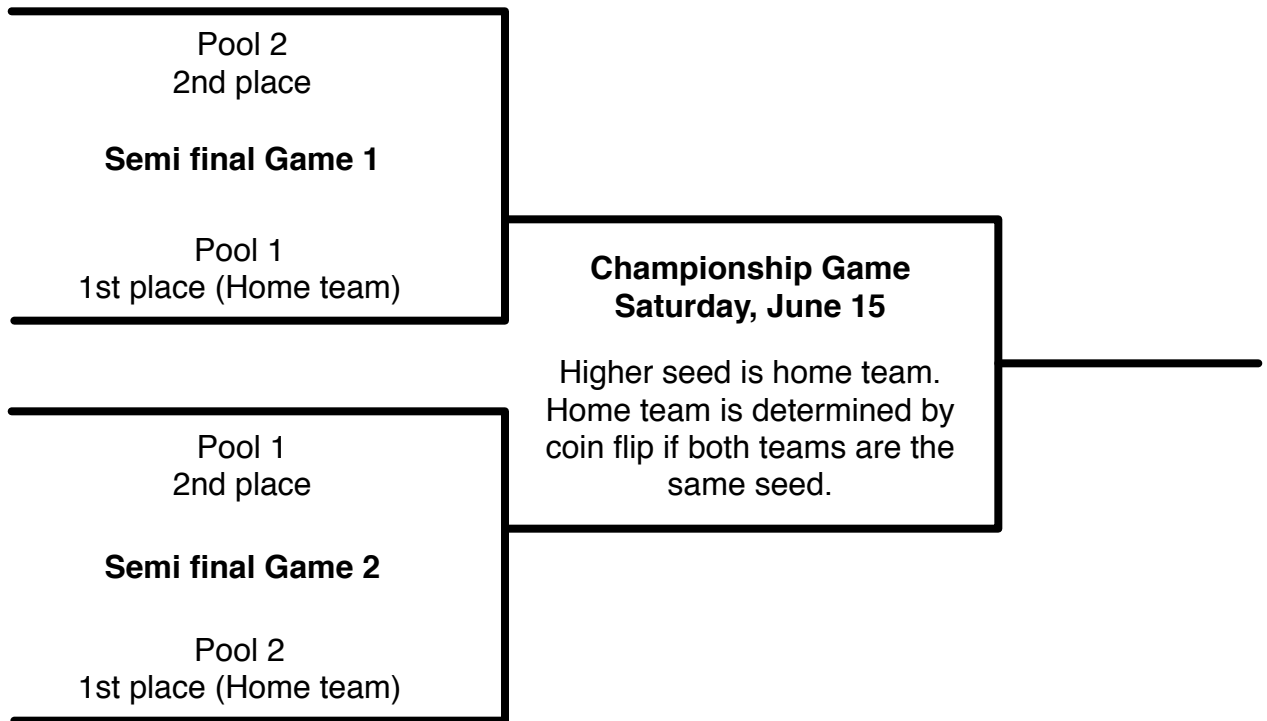 Pool 2
2nd place
Semi final Game 1
Pool 1
1st place (Home team)
Championship Game
Saturday, June 15
Higher seed is home team.
Home team is determined by
coin flip if both teams are the
same seed.
Pool 1
2nd place
Semi final Game 2
Pool 2
1st place (Home team)